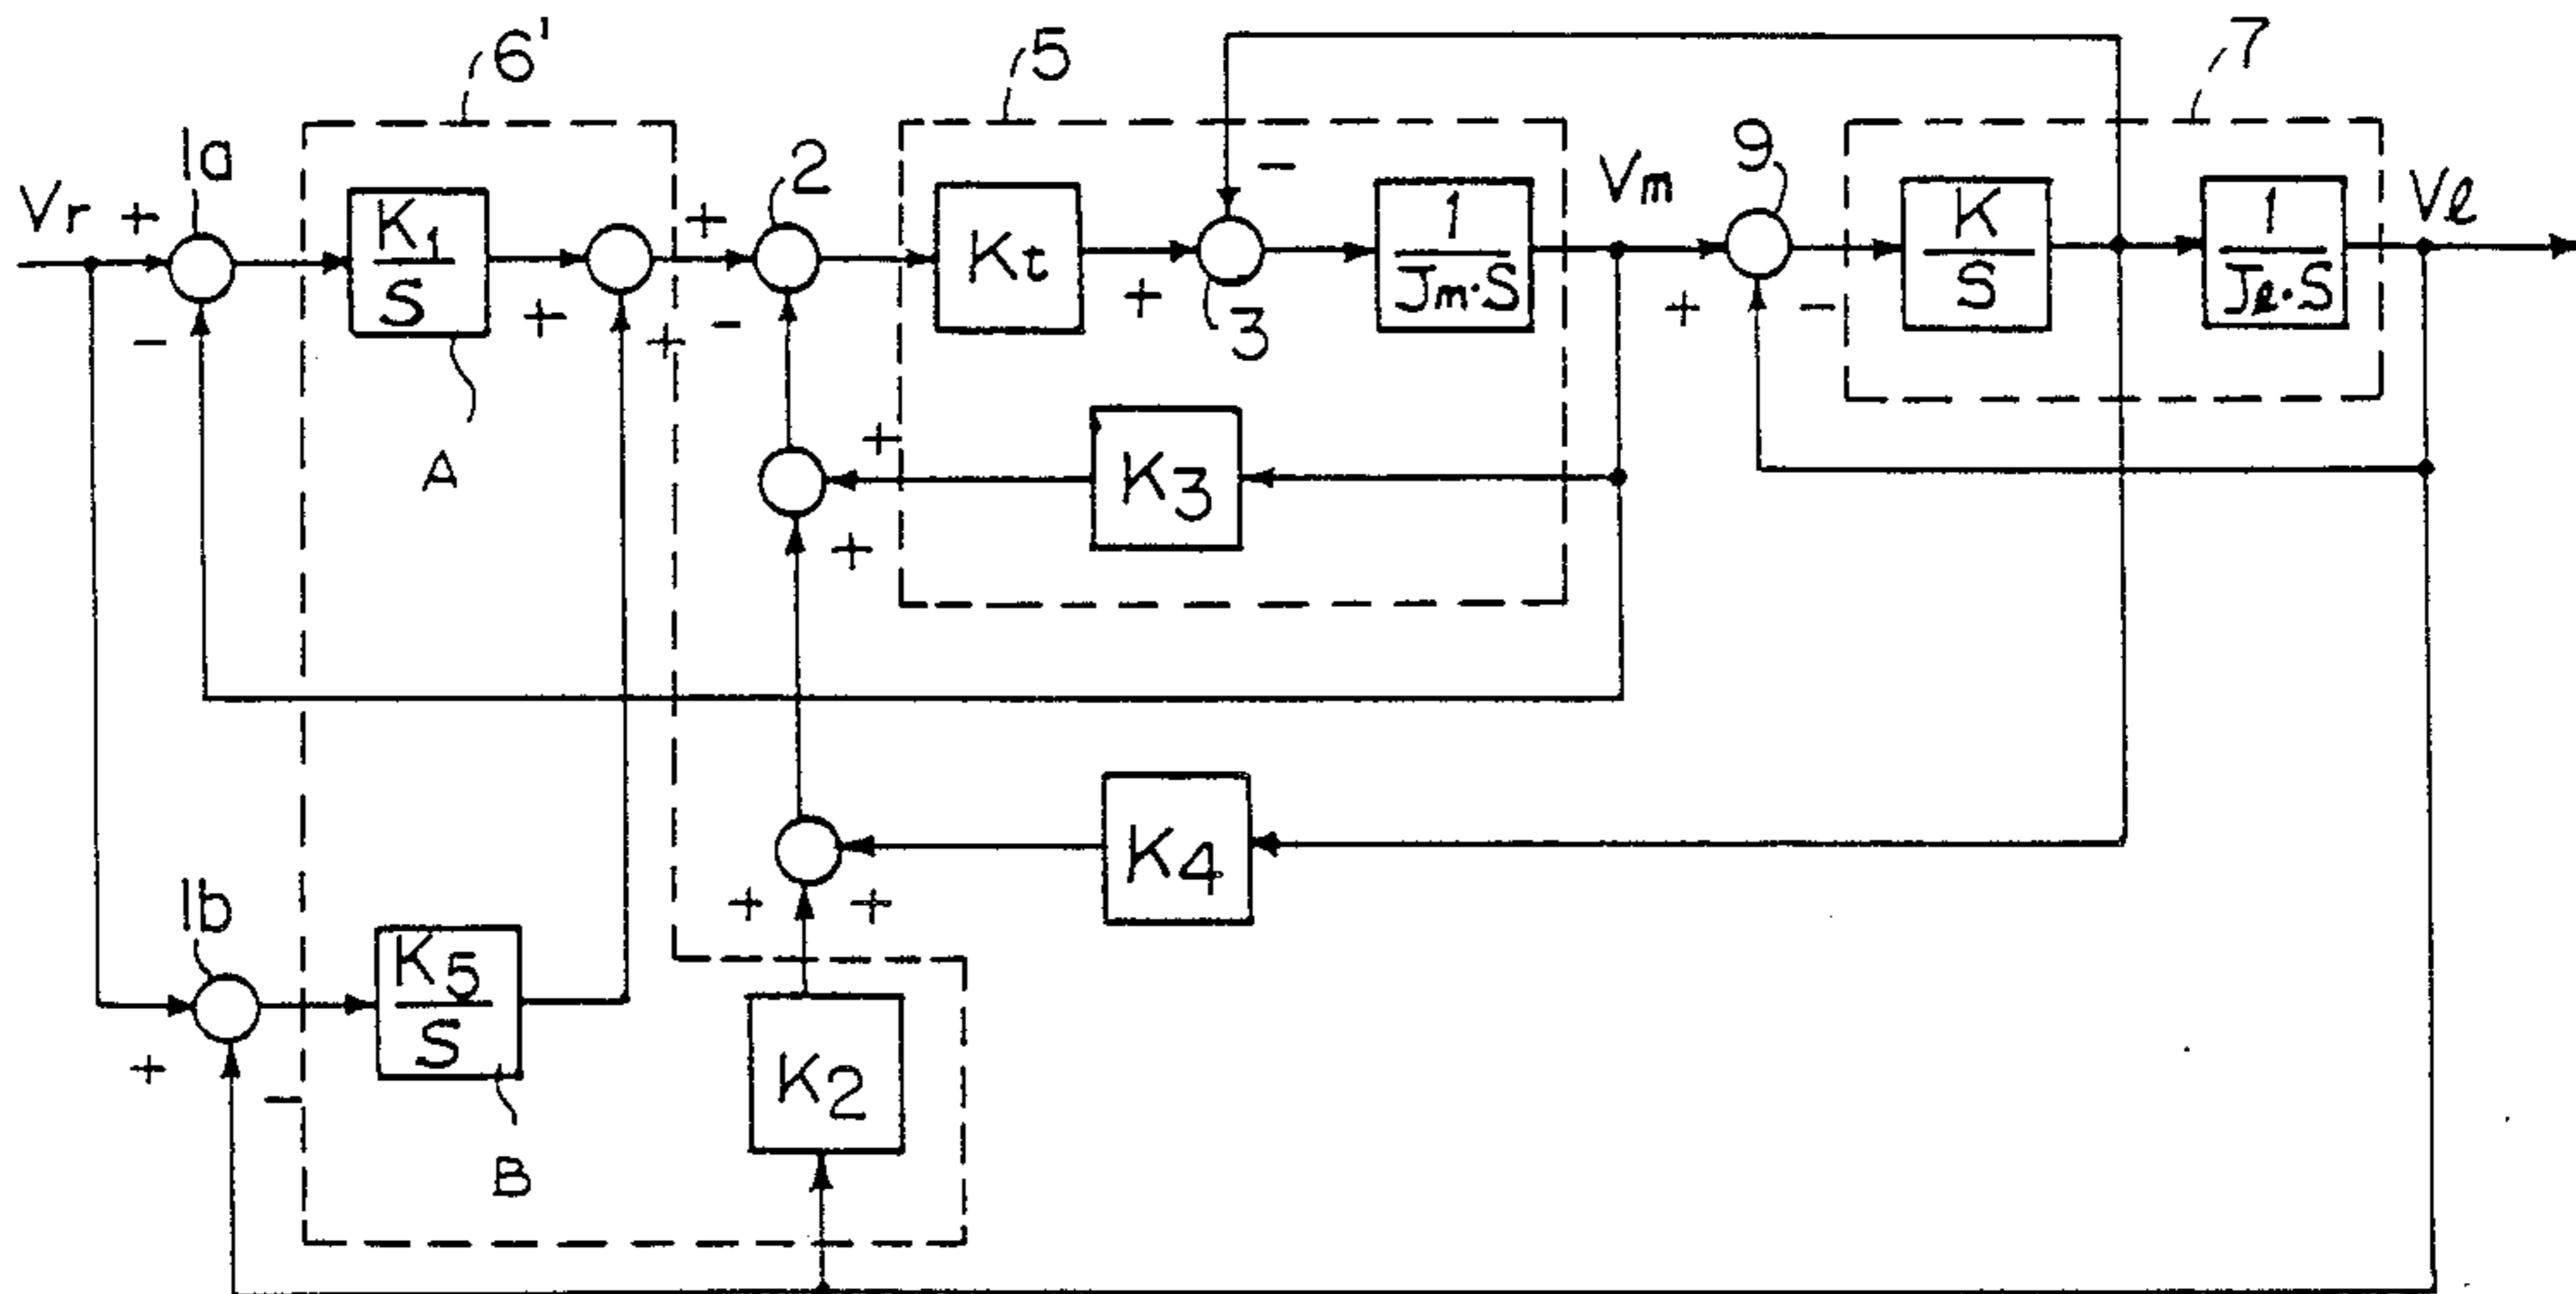 6'
5
7
1a
2
9
Vr
+
-
K1
S
+
+
+
-
Kt
+
-
3
1
Jm·S
Vm
+
-
K
S
1
Jℓ·S
Vℓ
A
+
+
K3
K4
+
+
1b
+
-
K5
S
B
K2